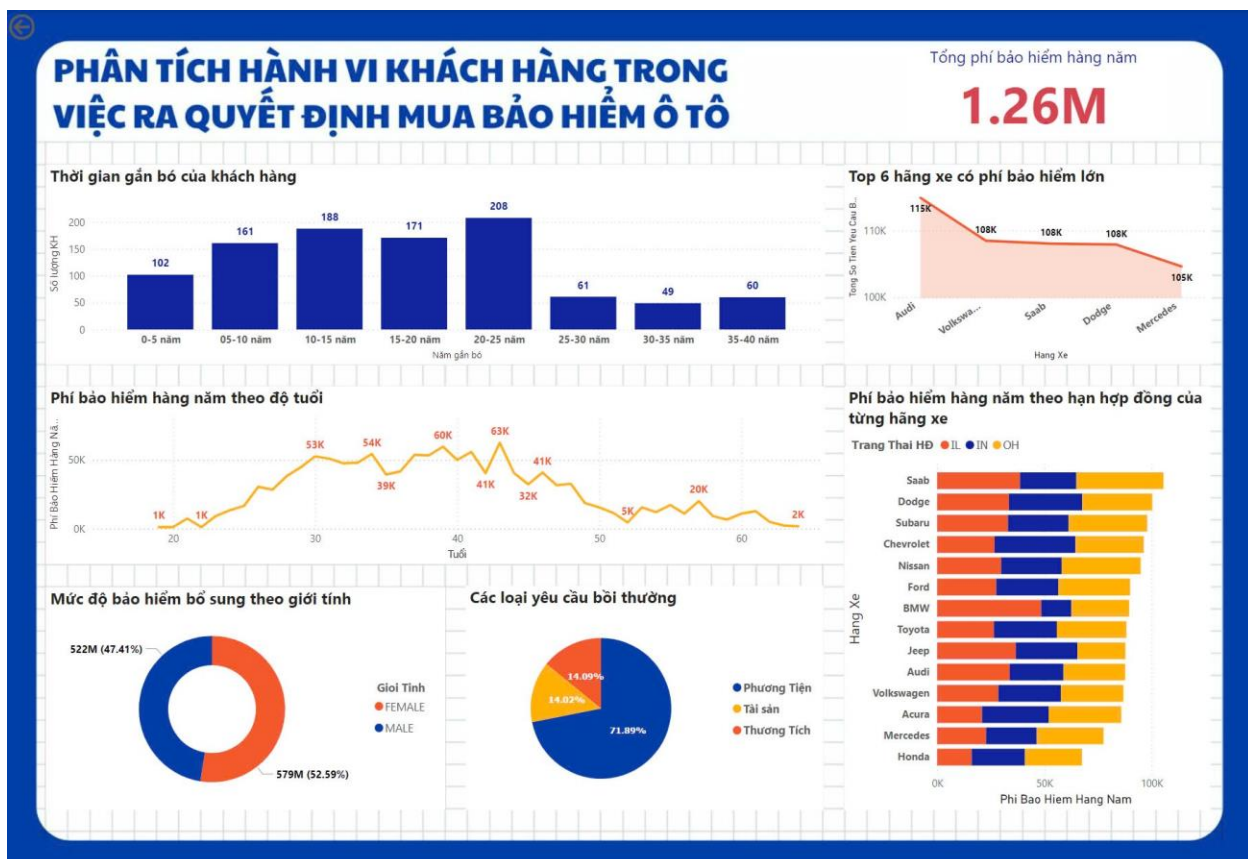 PHÂN TÍCH HÀNH VI KHÁCH HÀNG TRONG
VIỆC RA QUYẾT ĐỊNH MUA BẢO HIỂM Ô TÔ
Tổng phí bảo hiểm hàng năm
1.26M
Thời gian gắn bó của khách hàng
Số lượng KH
200
150
100
50
0
102
161
188
171
208
61
49
60
0-5 năm
05-10 năm
10-15 năm
15-20 năm
20-25 năm
25-30 năm
30-35 năm
35-40 năm
Năm gắn bó
Top 6 hãng xe có phí bảo hiểm lớn
Tong So Tien Yeu Cau B...
110K
100K
115K
108K
108K
108K
105K
Audi
Volkswa...
Saab
Dodge
Mercedes
Hang Xe
Phí bảo hiểm hàng năm theo độ tuổi
Phí Bảo Hiểm Hàng Nă...
50K
0K
1K
1K
53K
54K
39K
60K
41K
63K
32K
41K
5K
20K
2K
20
30
40
50
60
Tuổi
Phí bảo hiểm hàng năm theo hạn hợp đồng của
từng hãng xe
Trang Thai HĐ IL IN OH
Hang Xe
Saab
Dodge
Subaru
Chevrolet
Nissan
Ford
BMW
Toyota
Jeep
Audi
Volkswagen
Acura
Mercedes
Honda
0K
50K
100K
Phi Bao Hiem Hang Nam
Mức độ bảo hiểm bổ sung theo giới tính
522M (47.41%)
579M (52.59%)
Gioi Tinh
FEMALE
MALE
Các loại yêu cầu bồi thường
14.09%
14.02%
71.89%
Phương Tiện
Tài sản
Thương Tích